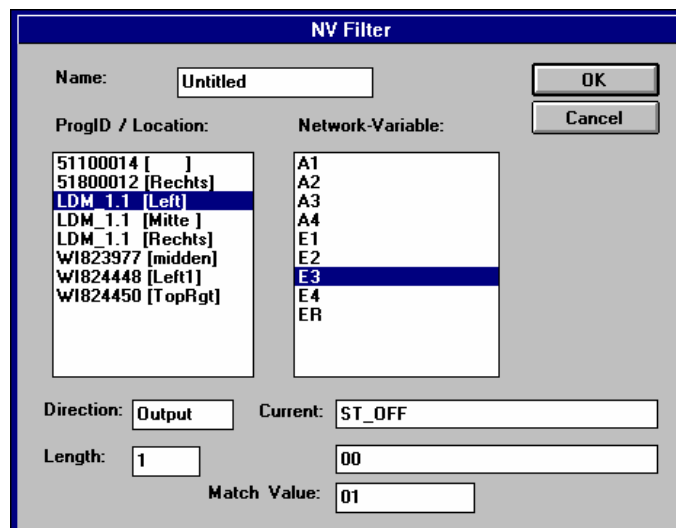 NV Filter
Name: Untitled
OK
Cancel
ProgID / Location:
51100014 [ ]
51800012 [Rechts]
LDM_1.1 [Left]
LDM_1.1 [Mitte ]
LDM_1.1 [Rechts]
WI823977 [midden]
WI824448 [Left1]
WI824450 [TopRgt]
Network-Variable:
A1
A2
A3
A4
E1
E2
E3
E4
ER
Direction: Output
Current: ST_OFF
Length: 1
00
Match Value: 01